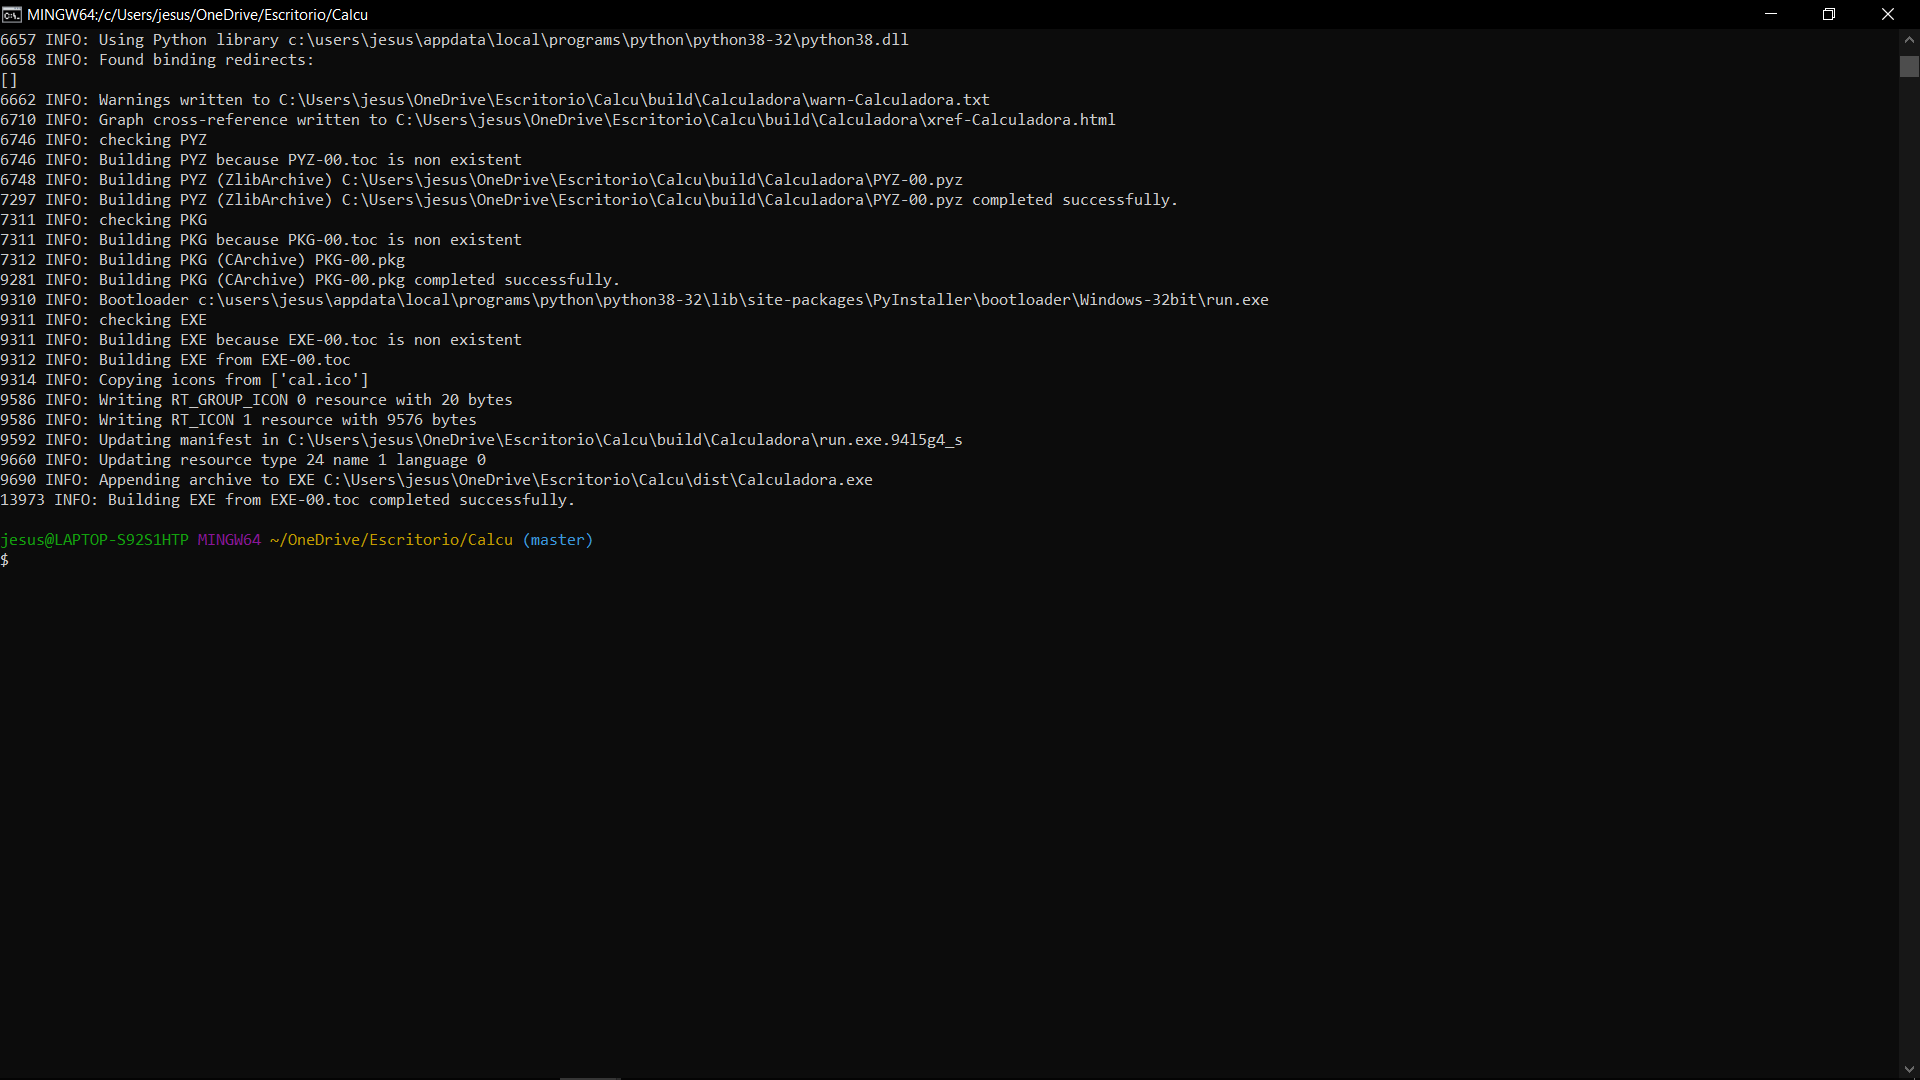 MINGW64:/c/Users/jesus/OneDrive/Escritorio/Calcu
6657 INFO: Using Python library c:\users\jesus\appdata\local\programs\python\python38-32\python38.dll
6658 INFO: Found binding redirects:
[]
6662 INFO: Warnings written to C:\Users\jesus\OneDrive\Escritorio\Calcu\build\Calculadora\warn-Calculadora.txt
6710 INFO: Graph cross-reference written to C:\Users\jesus\OneDrive\Escritorio\Calcu\build\Calculadora\xref-Calculadora.html
6746 INFO: checking PYZ
6746 INFO: Building PYZ because PYZ-00.toc is non existent
6748 INFO: Building PYZ (ZlibArchive) C:\Users\jesus\OneDrive\Escritorio\Calcu\build\Calculadora\PYZ-00.pyz
7297 INFO: Building PYZ (ZlibArchive) C:\Users\jesus\OneDrive\Escritorio\Calcu\build\Calculadora\PYZ-00.pyz completed successfully.
7311 INFO: checking PKG
7311 INFO: Building PKG because PKG-00.toc is non existent
7312 INFO: Building PKG (CArchive) PKG-00.pkg
9281 INFO: Building PKG (CArchive) PKG-00.pkg completed successfully.
9310 INFO: Bootloader c:\users\jesus\appdata\local\programs\python\python38-32\lib\site-packages\PyInstaller\bootloader\Windows-32bit\run.exe
9311 INFO: checking EXE
9311 INFO: Building EXE because EXE-00.toc is non existent
9312 INFO: Building EXE from EXE-00.toc
9314 INFO: Copying icons from ['cal.ico']
9586 INFO: Writing RT_GROUP_ICON 0 resource with 20 bytes
9586 INFO: Writing RT_ICON 1 resource with 9576 bytes
9592 INFO: Updating manifest in C:\Users\jesus\OneDrive\Escritorio\Calcu\build\Calculadora\run.exe.94l5g4_s
9660 INFO: Updating resource type 24 name 1 language 0
9690 INFO: Appending archive to EXE C:\Users\jesus\OneDrive\Escritorio\Calcu\dist\Calculadora.exe
13973 INFO: Building EXE from EXE-00.toc completed successfully.
jesus@LAPTOP-S92S1HTP MINGW64 ~/OneDrive/Escritorio/Calcu (master)
$